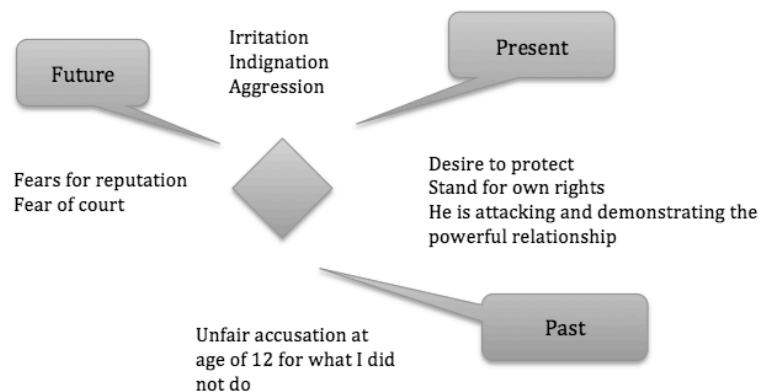 Irritation
Indignation
Aggression
Future
Present
Fears for reputation
Fear of court
Desire to protect
Stand for own rights
He is attacking and demonstrating the
powerful relationship
Unfair accusation at
age of 12 for what I did
not do
Past